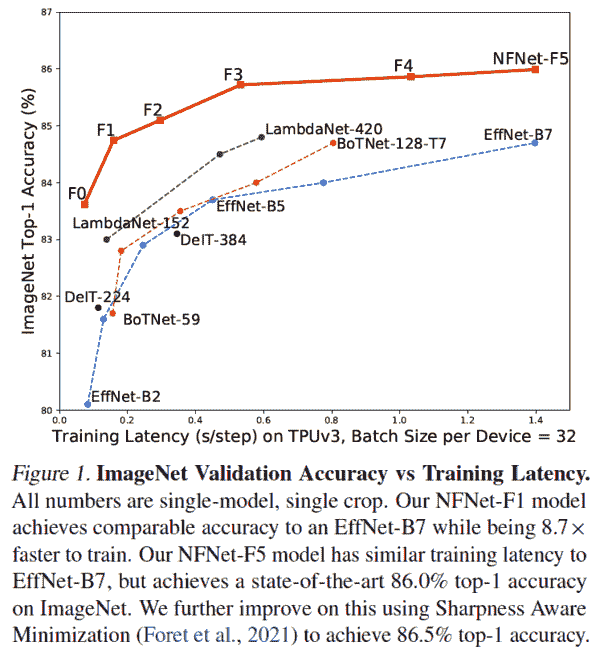 ImageNet Top-1 Accuracy (%)
86
85
84
83
82
81
80
F0
F1
F2
F3
F4
NFNet-F5
LambdaNet-420
BoTNet-128-T7
EffNet-B7
LambdaNet-152
EffNet-B5
DeIT-384
DeIT-224
BoTNet-59
EffNet-B2
0.0 0.2 0.4 0.6 0.8 1.0 1.2 1.4
Training Latency (s/step) on TPUv3, Batch Size per Device = 32
Figure 1. ImageNet Validation Accuracy vs Training Latency.
All numbers are single-model, single crop. Our NFNet-F1 model
achieves comparable accuracy to an EffNet-B7 while being 8.7×
faster to train. Our NFNet-F5 model has similar training latency to
EffNet-B7, but achieves a state-of-the-art 86.0% top-1 accuracy
on ImageNet. We further improve on this using Sharpness Aware
Minimization (Foret et al., 2021) to achieve 86.5% top-1 accuracy.